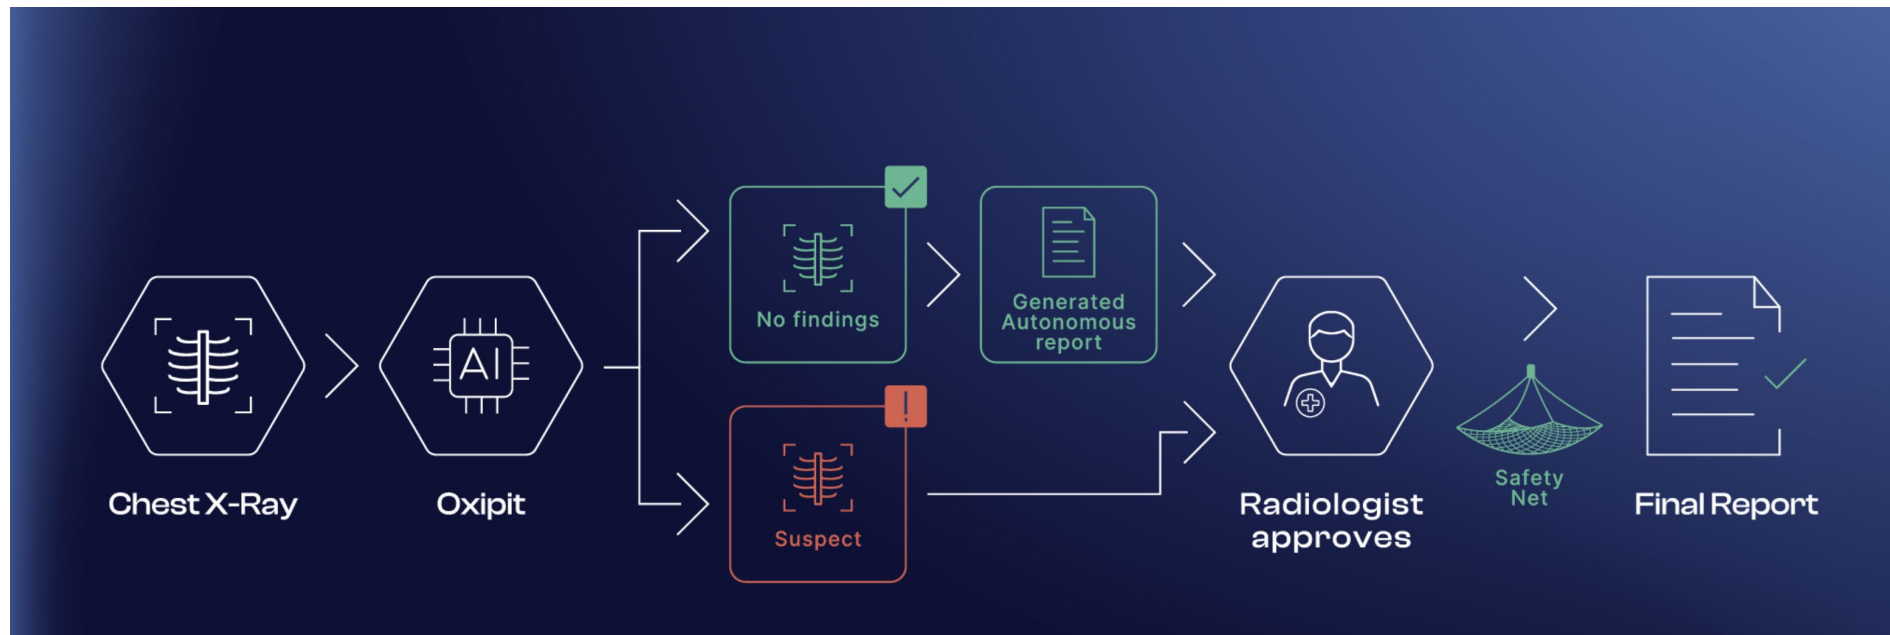 Chest X-Ray
AI
Oxipit
No findings
Generated
Autonomous
report
Suspect
Radiologist
approves
Safety
Net
Final Report